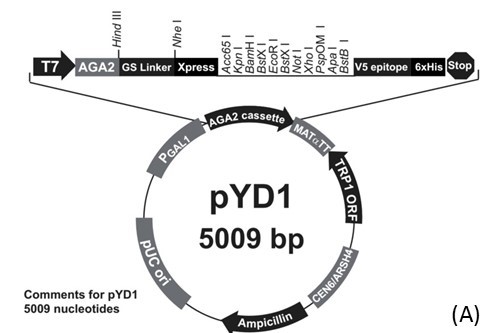 Hind III
Nhe I
Acc65 I
Kpn I
BamH I
BstX I
EcoR I
BstX I
Not I
Xho I
PspOM I
Apa I
BstB I
T7 AGA2 GS Linker Xpress V5 epitope 6xHis Stop
AGA2 cassette
MATαTT
PGAL1
TRP1 ORF
pYD1
5009 bp
pUC ori
CEN6/ARSH4
Ampicillin
Comments for pYD1
5009 nucleotides
(A)